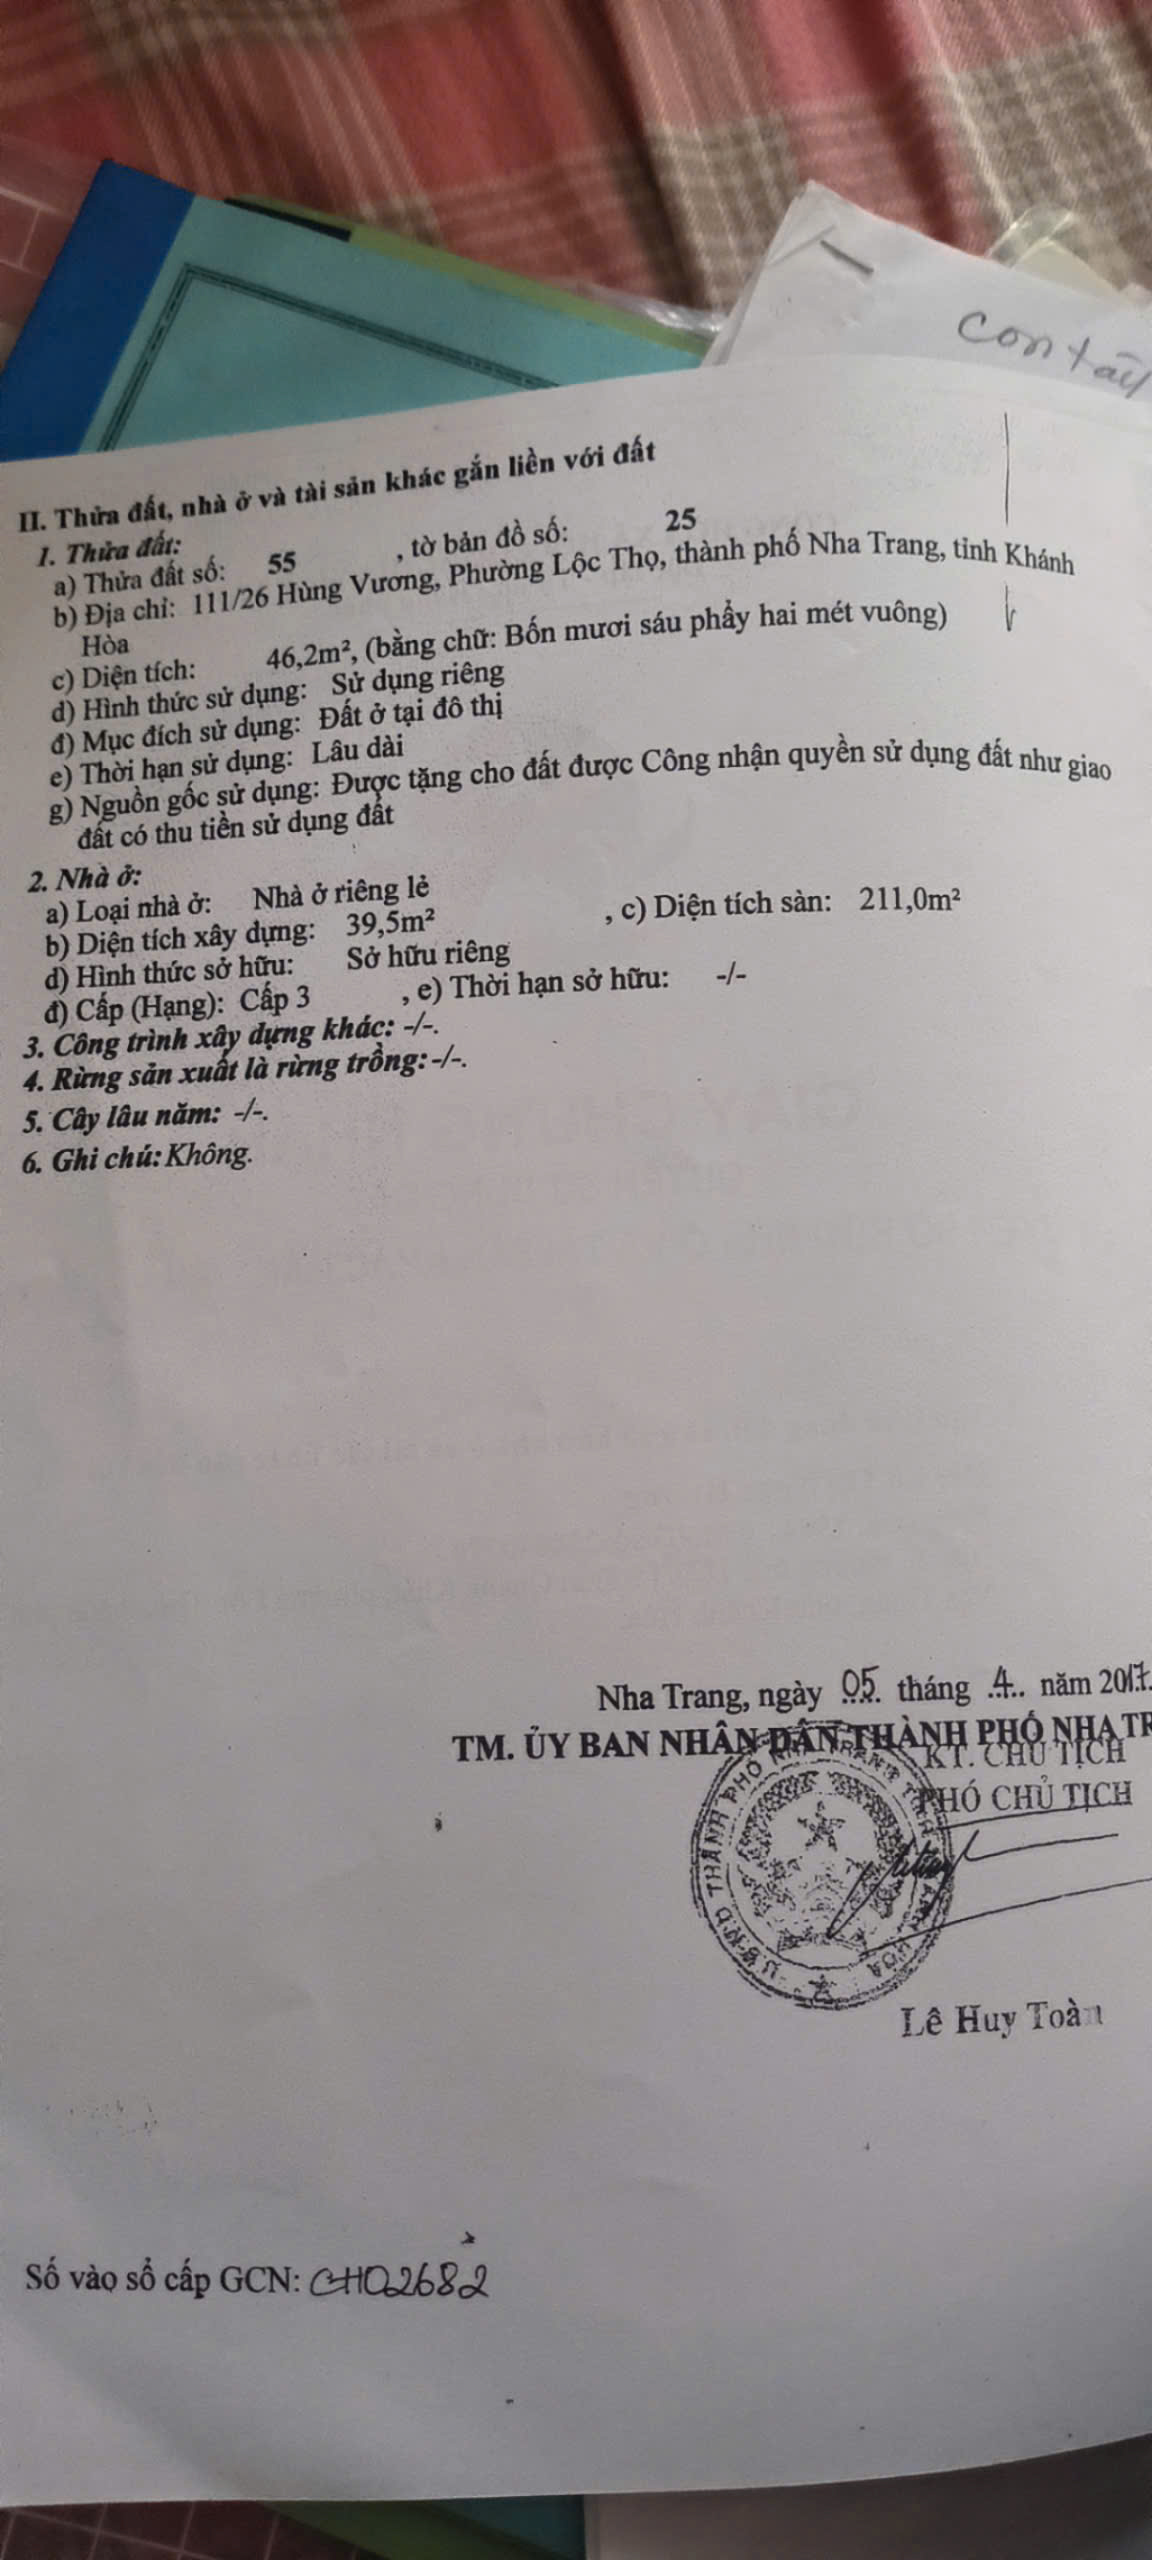 con
II. Thửa đất, nhà ở và tài sản khác gắn liền với đất
1. Thửa đất:
a) Thửa đất số: 55 , tờ bản đồ số: 25
b) Địa chỉ: 111/26 Hùng Vương, Phường Lộc Thọ, thành phố Nha Trang, tỉnh Khánh
Hòa
c) Diện tích: 46,2m², (bằng chữ: Bốn mươi sáu phẩy hai mét vuông)
d) Hình thức sử dụng: Sử dụng riêng
đ) Mục đích sử dụng: Đất ở tại đô thị
e) Thời hạn sử dụng: Lâu dài
g) Nguồn gốc sử dụng: Được tặng cho đất được Công nhận quyền sử dụng đất như giao
đất có thu tiền sử dụng đất
2. Nhà ở:
a) Loại nhà ở: Nhà ở riêng lẻ
b) Diện tích xây dựng: 39,5m² , c) Diện tích sàn: 211,0m²
d) Hình thức sở hữu: Sở hữu riêng
đ) Cấp (Hạng): Cấp 3 , e) Thời hạn sở hữu: -/-
3. Công trình xây dựng khác: -/-.
4. Rừng sản xuất là rừng trồng: -/-.
5. Cây lâu năm: -/-.
6. Ghi chú: Không.
Nha Trang, ngày 05 tháng 4 năm 2017.
TM. ỦY BAN NHÂN DÂN THÀNH PHỐ NHA TR
KT. CHỦ TỊCH
PHÓ CHỦ TỊCH
U.B.N.D THÀNH PHỐ NHA TRANG T. KHÁNH HÒA
Lê Huy Toàn
Số vào sổ cấp GCN: CH02682